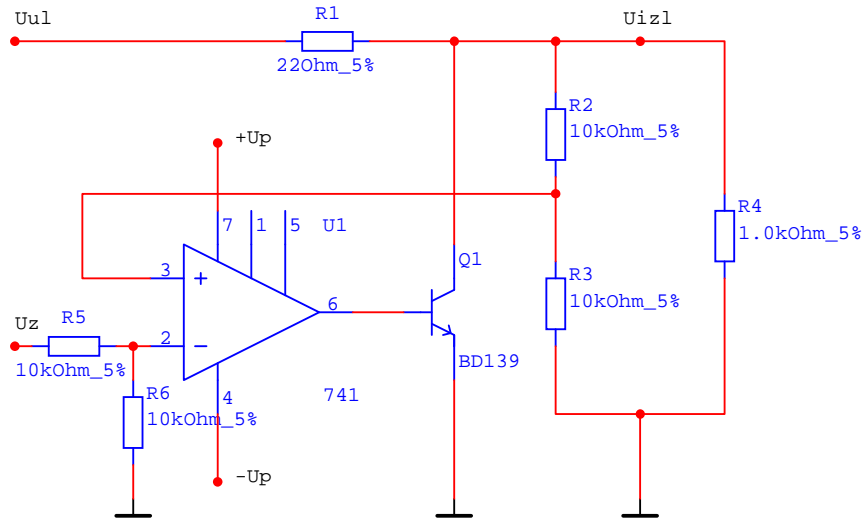 Uul
R1
Uizl
22Ohm_5%
R2
10kOhm_5%
+Up
7
1
5
U1
R4
1.0kOhm_5%
3
+
Q1
R3
10kOhm_5%
6
Uz
R5
2
-
10kOhm_5%
BD139
R6
10kOhm_5%
4
741
-Up